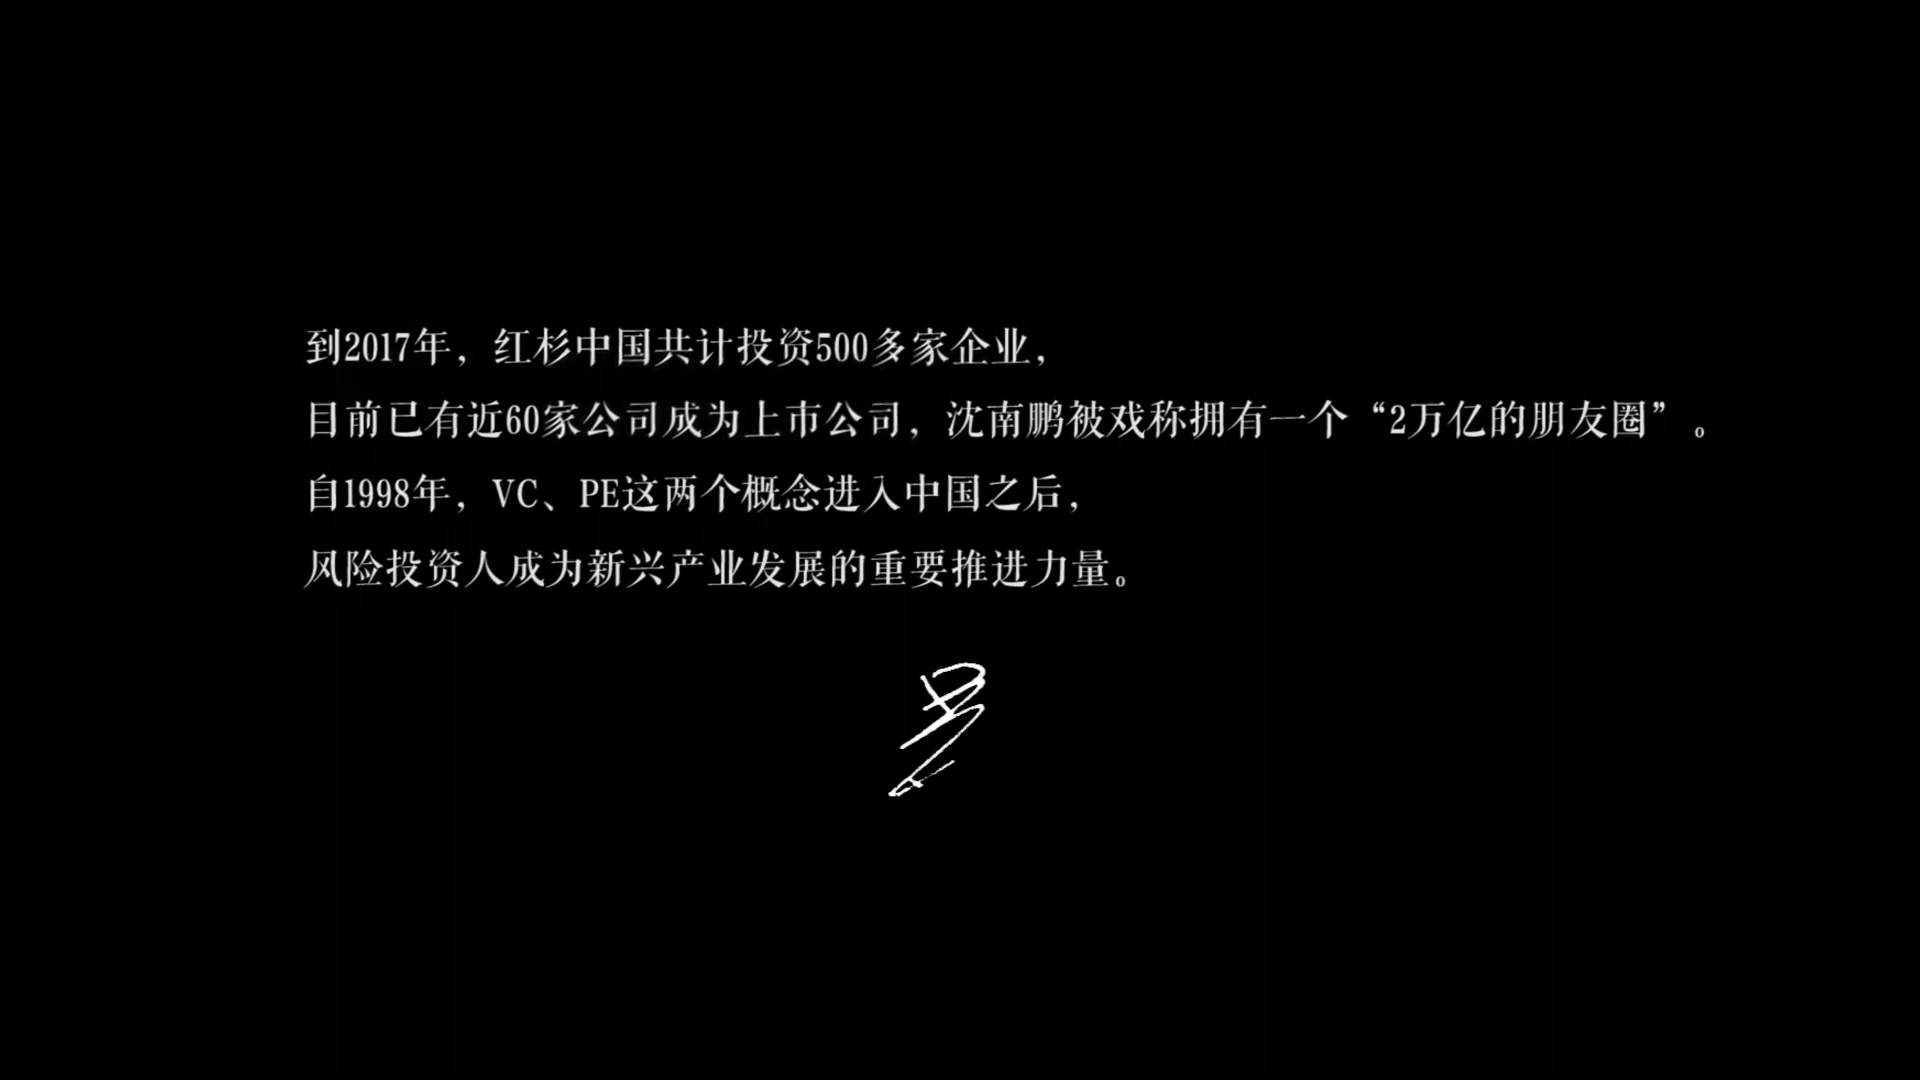 到2017年，红杉中国共计投资500多家企业，
目前已有近60家公司成为上市公司，沈南鹏被戏称拥有一个“2万亿的朋友圈”。
自1998年，VC、PE这两个概念进入中国之后，
风险投资人成为新兴产业发展的重要推进力量。